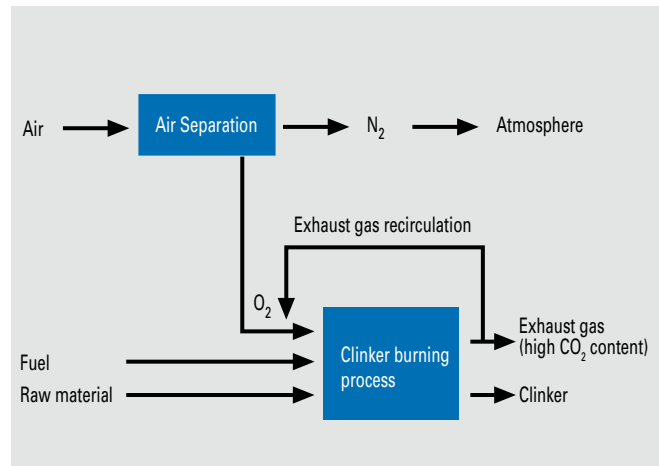 Air
Air Separation
N₂
Atmosphere
Exhaust gas recirculation
O₂
Fuel
Raw material
Clinker burning
process
Exhaust gas
(high CO₂ content)
Clinker